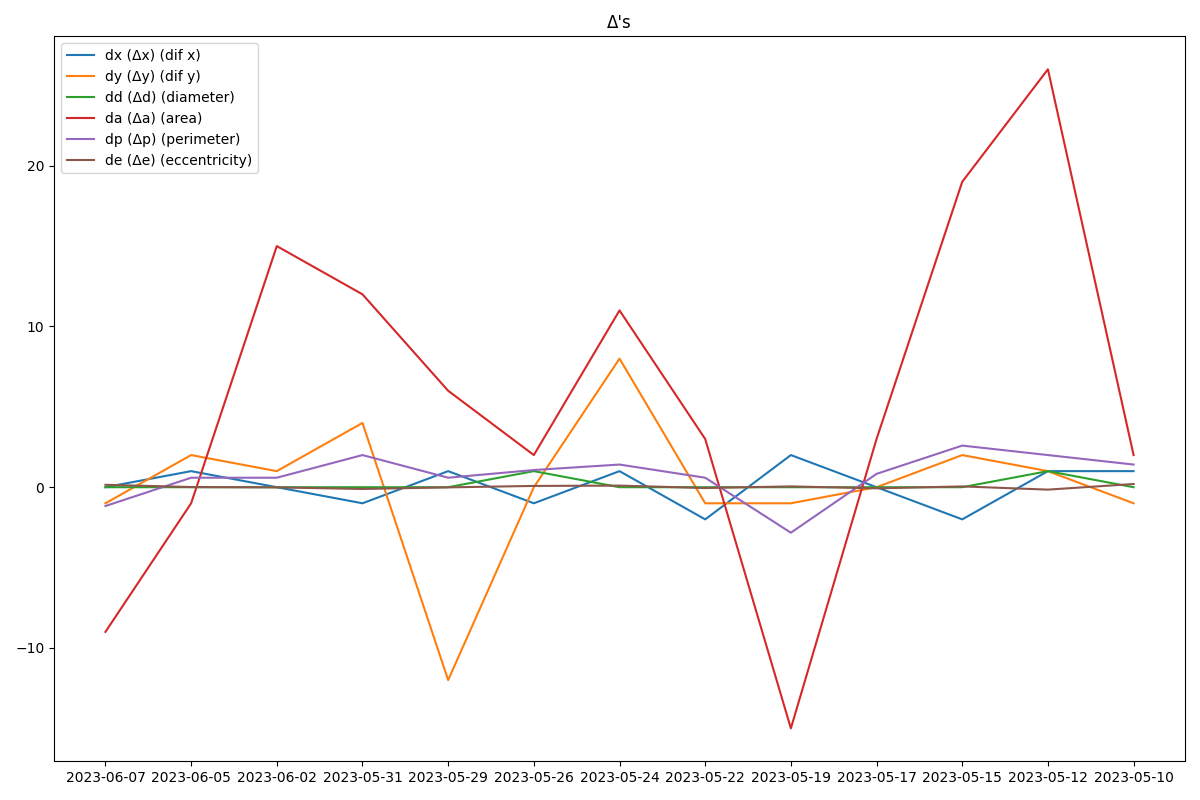 Δ's
dx (Δx) (dif x)
dy (Δy) (dif y)
dd (Δd) (diameter)
da (Δa) (area)
dp (Δp) (perimeter)
de (Δe) (eccentricity)
20
10
0
−10
2023-06-07 2023-06-05 2023-06-02 2023-05-31 2023-05-29 2023-05-26 2023-05-24 2023-05-22 2023-05-19 2023-05-17 2023-05-15 2023-05-12 2023-05-10